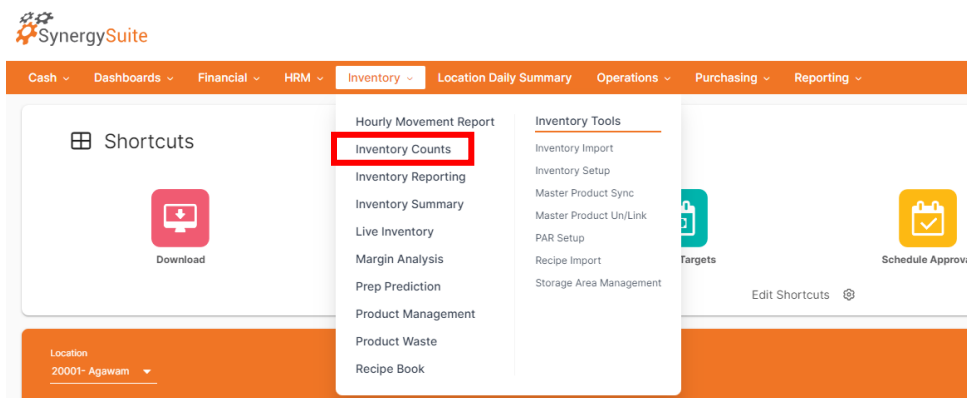 SynergySuite
Cash Dashboards Financial HRM Inventory Location Daily Summary Operations Purchasing Reporting
Shortcuts
Download
Hourly Movement Report
Inventory Counts
Inventory Reporting
Inventory Summary
Live Inventory
Margin Analysis
Prep Prediction
Product Management
Product Waste
Recipe Book
Inventory Tools
Inventory Import
Inventory Setup
Master Product Sync
Master Product Un/Link
PAR Setup
Recipe Import
Storage Area Management
Targets
Schedule Approva
Edit Shortcuts
Location
20001- Agawam